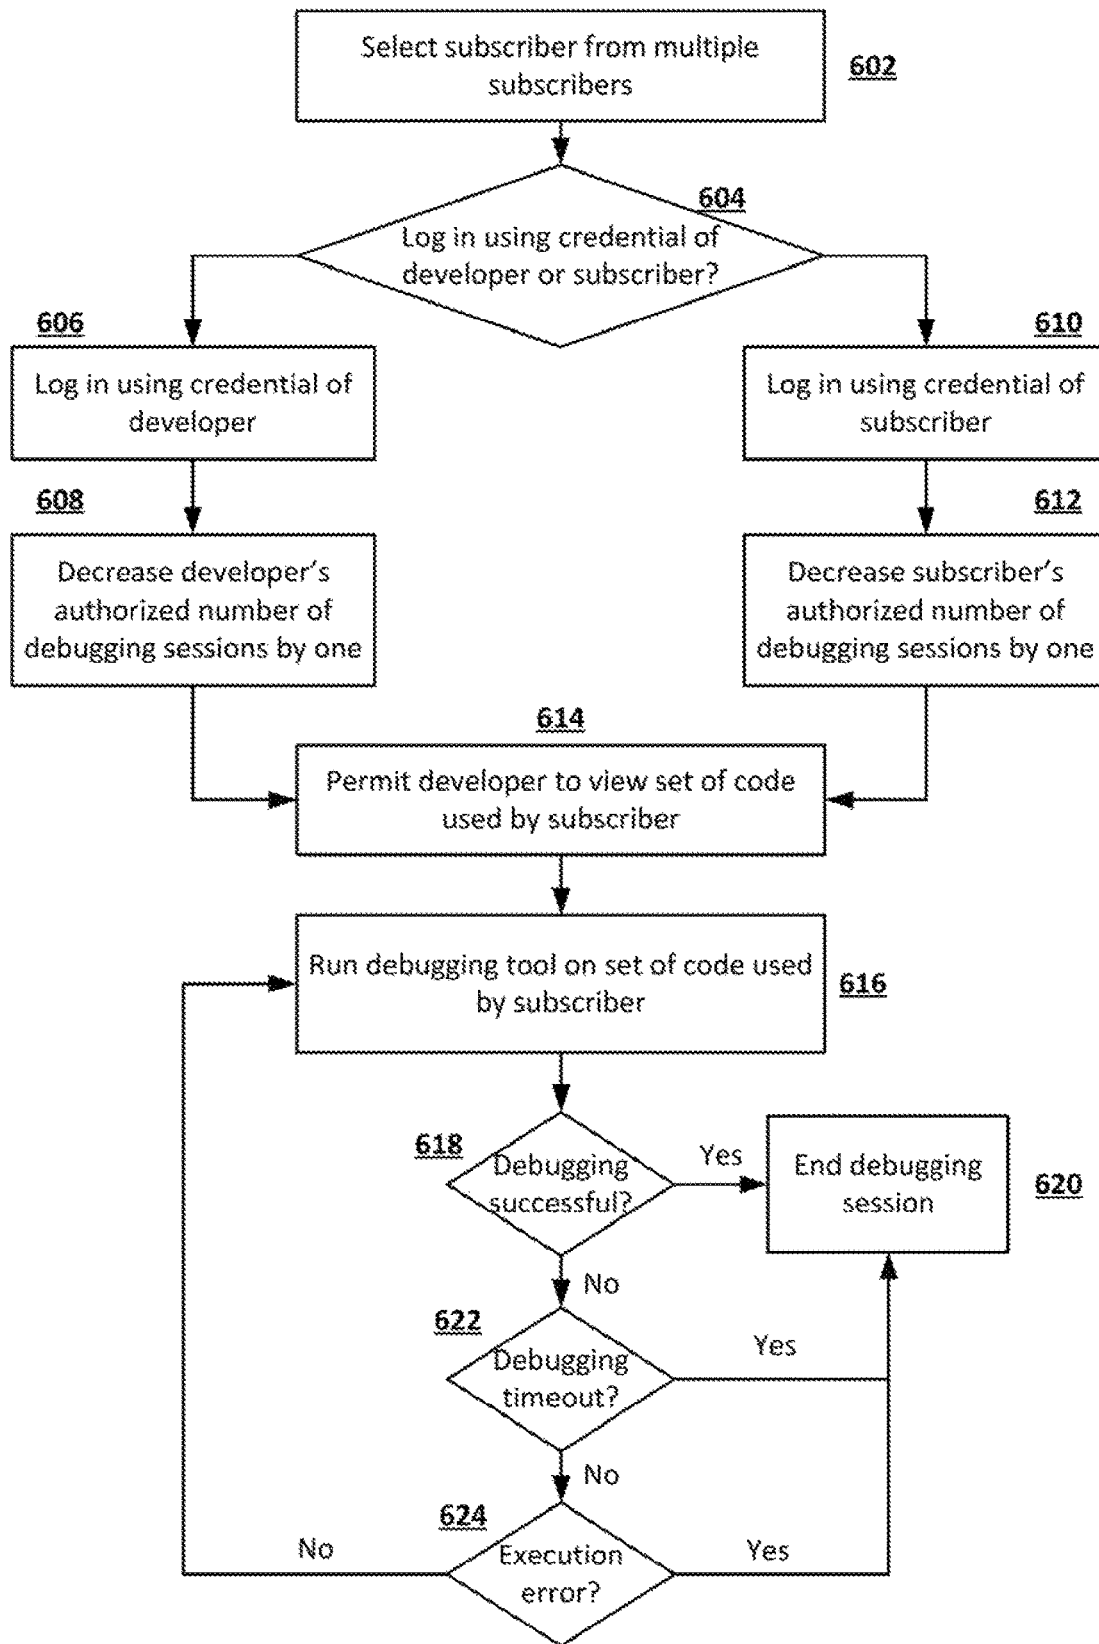 Select subscriber from multiple
subscribers
602
604
Log in using credential of
developer or subscriber?
606
610
Log in using credential of
developer
Log in using credential of
subscriber
608
612
Decrease developer's
authorized number of
debugging sessions by one
Decrease subscriber's
authorized number of
debugging sessions by one
614
Permit developer to view set of code
used by subscriber
Run debugging tool on set of code used
by subscriber
616
618
Debugging
successful?
Yes
End debugging
session
620
No
622
Debugging
timeout?
Yes
No
624
Execution
error?
No
Yes